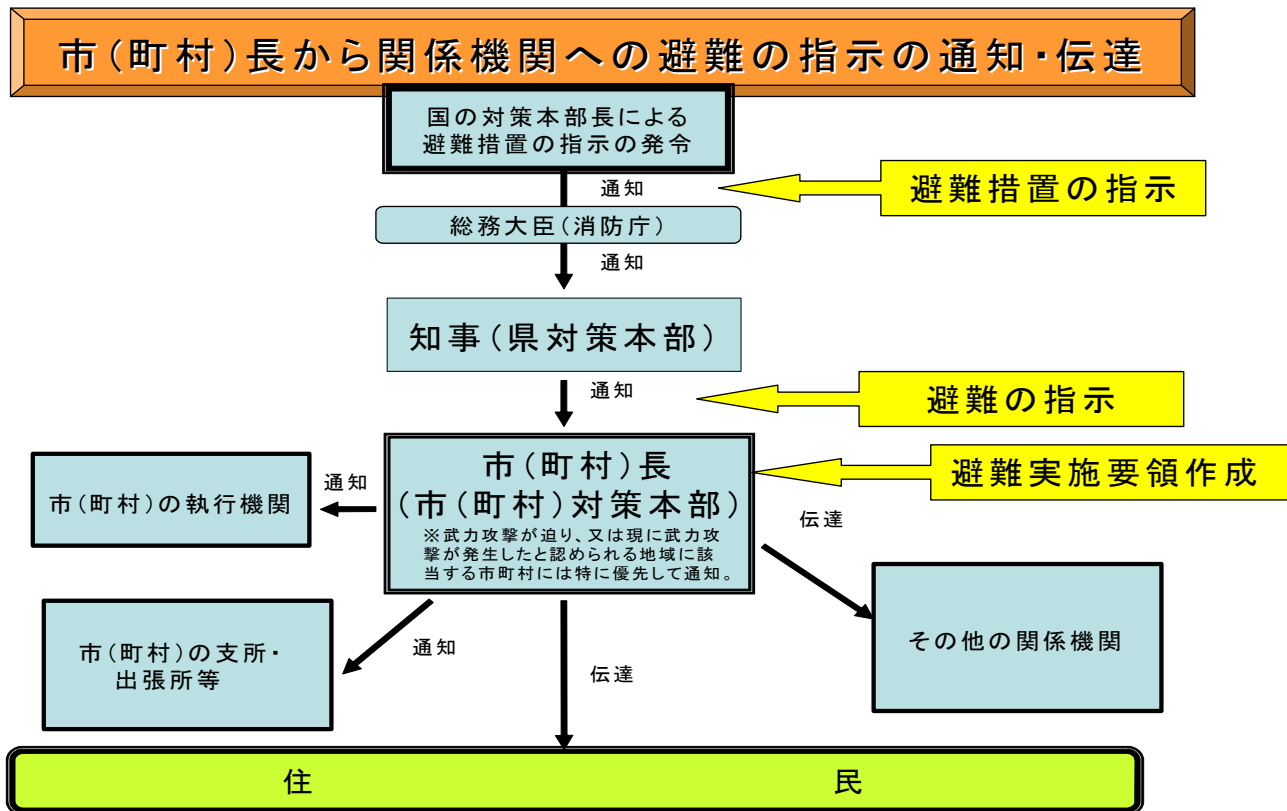 市(町村)長から関係機関への避難の指示の通知・伝達
国の対策本部長による
避難措置の指示の発令
通知
避難措置の指示
総務大臣(消防庁)
通知
知事(県対策本部)
通知
避難の指示
市(町村)長
(市(町村)対策本部)
※武力攻撃が迫り、又は現に武力攻
撃が発生したと認められる地域に該
当する市町村には特に優先して通知。
避難実施要領作成
通知
市(町村)の執行機関
伝達
その他の関係機関
通知
市(町村)の支所・
出張所等
伝達
住 民